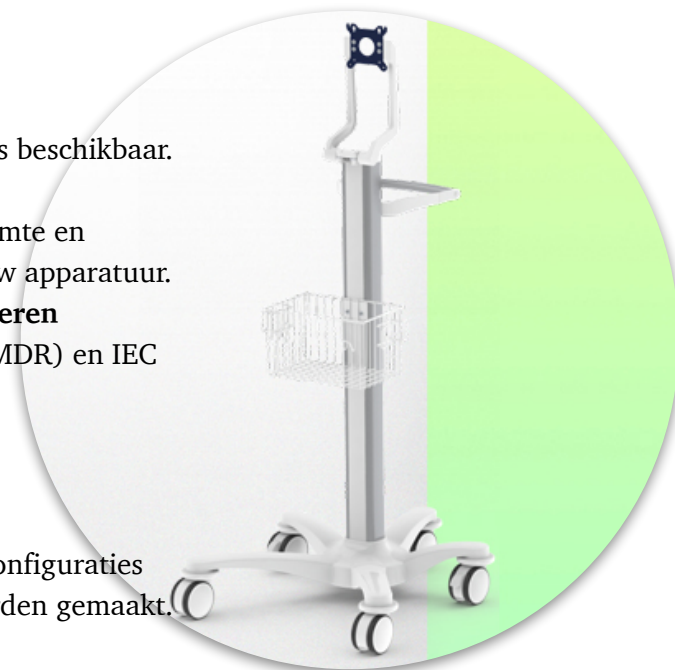 s beschikbaar.
mte en
w apparatuur.
eren
MDR) en IEC
onfiguraties
den gemaakt.